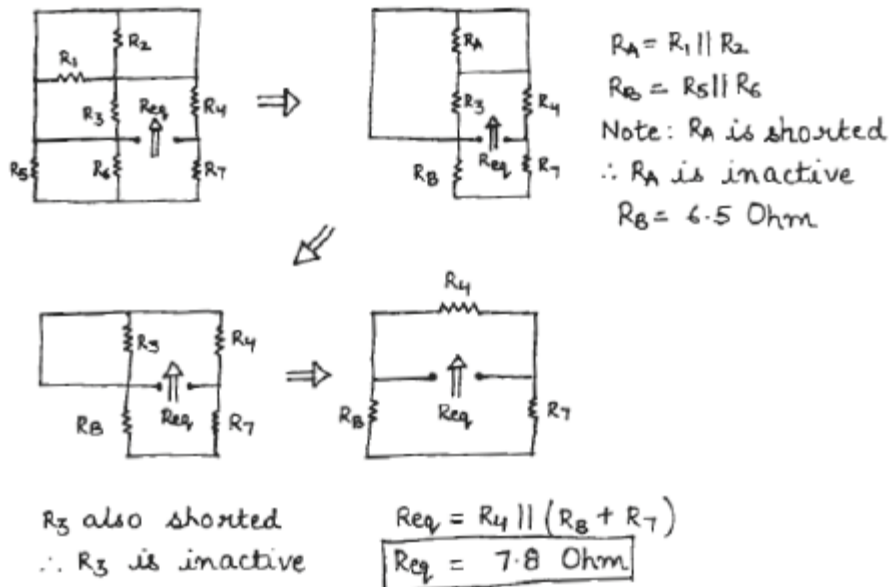 R2
R1
R3
Req
R4
R5
R6
R7
RA
R3
R4
RB
Req
R7
RA = R1 || R2
RB = R5 || R6
Note: RA is shorted
∴ RA is inactive
RB = 6.5 Ohm
R3
R4
RB
Req
R7
R4
RB
Req
R7
R3 also shorted
∴ R3 is inactive
Req = R4 || (RB + R7)
Req = 7.8 Ohm